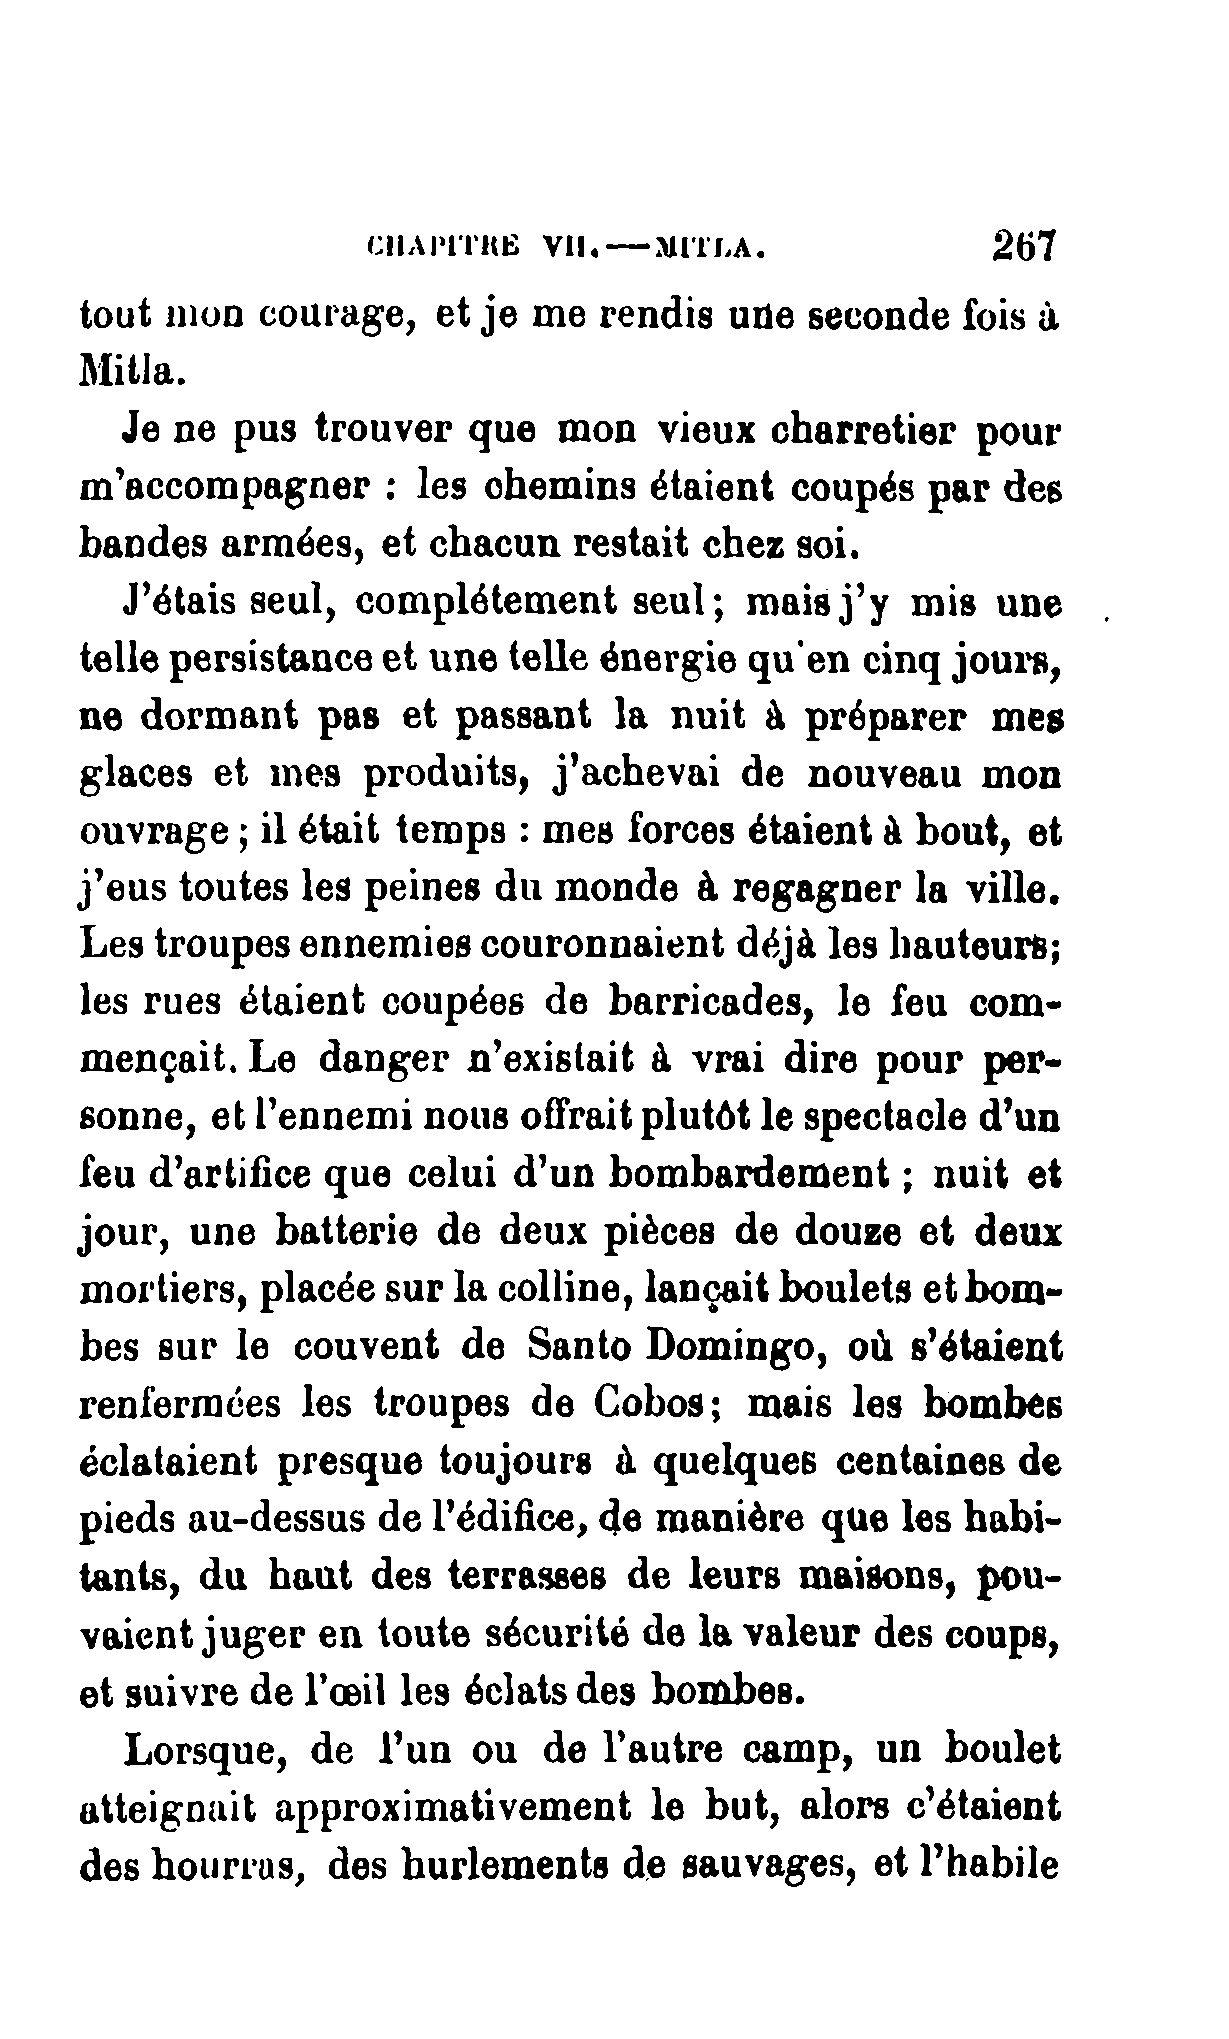 CHAPITRE VII.—MITLA. 267
tout mon courage, et je me rendis une seconde fois à
Mitla.
Je ne pus trouver que mon vieux charretier pour
m'accompagner : les chemins étaient coupés par des
bandes armées, et chacun restait chez soi.
J'étais seul, complétement seul; mais j'y mis une
telle persistance et une telle énergie qu'en cinq jours,
ne dormant pas et passant la nuit à préparer mes
glaces et mes produits, j'achevai de nouveau mon
ouvrage; il était temps : mes forces étaient à bout, et
j'eus toutes les peines du monde à regagner la ville.
Les troupes ennemies couronnaient déjà les hauteurs;
les rues étaient coupées de barricades, le feu com-
mençait. Le danger n'existait à vrai dire pour per-
sonne, et l'ennemi nous offrait plutôt le spectacle d'un
feu d'artifice que celui d'un bombardement ; nuit et
jour, une batterie de deux pièces de douze et deux
mortiers, placée sur la colline, lançait boulets et bom-
bes sur le couvent de Santo Domingo, où s'étaient
renfermées les troupes de Cobos; mais les bombes
éclataient presque toujours à quelques centaines de
pieds au-dessus de l'édifice, de manière que les habi-
tants, du haut des terrasses de leurs maisons, pou-
vaient juger en toute sécurité de la valeur des coups,
et suivre de l'œil les éclats des bombes.
Lorsque, de l'un ou de l'autre camp, un boulet
atteignait approximativement le but, alors c'étaient
des hourras, des hurlements de sauvages, et l'habile